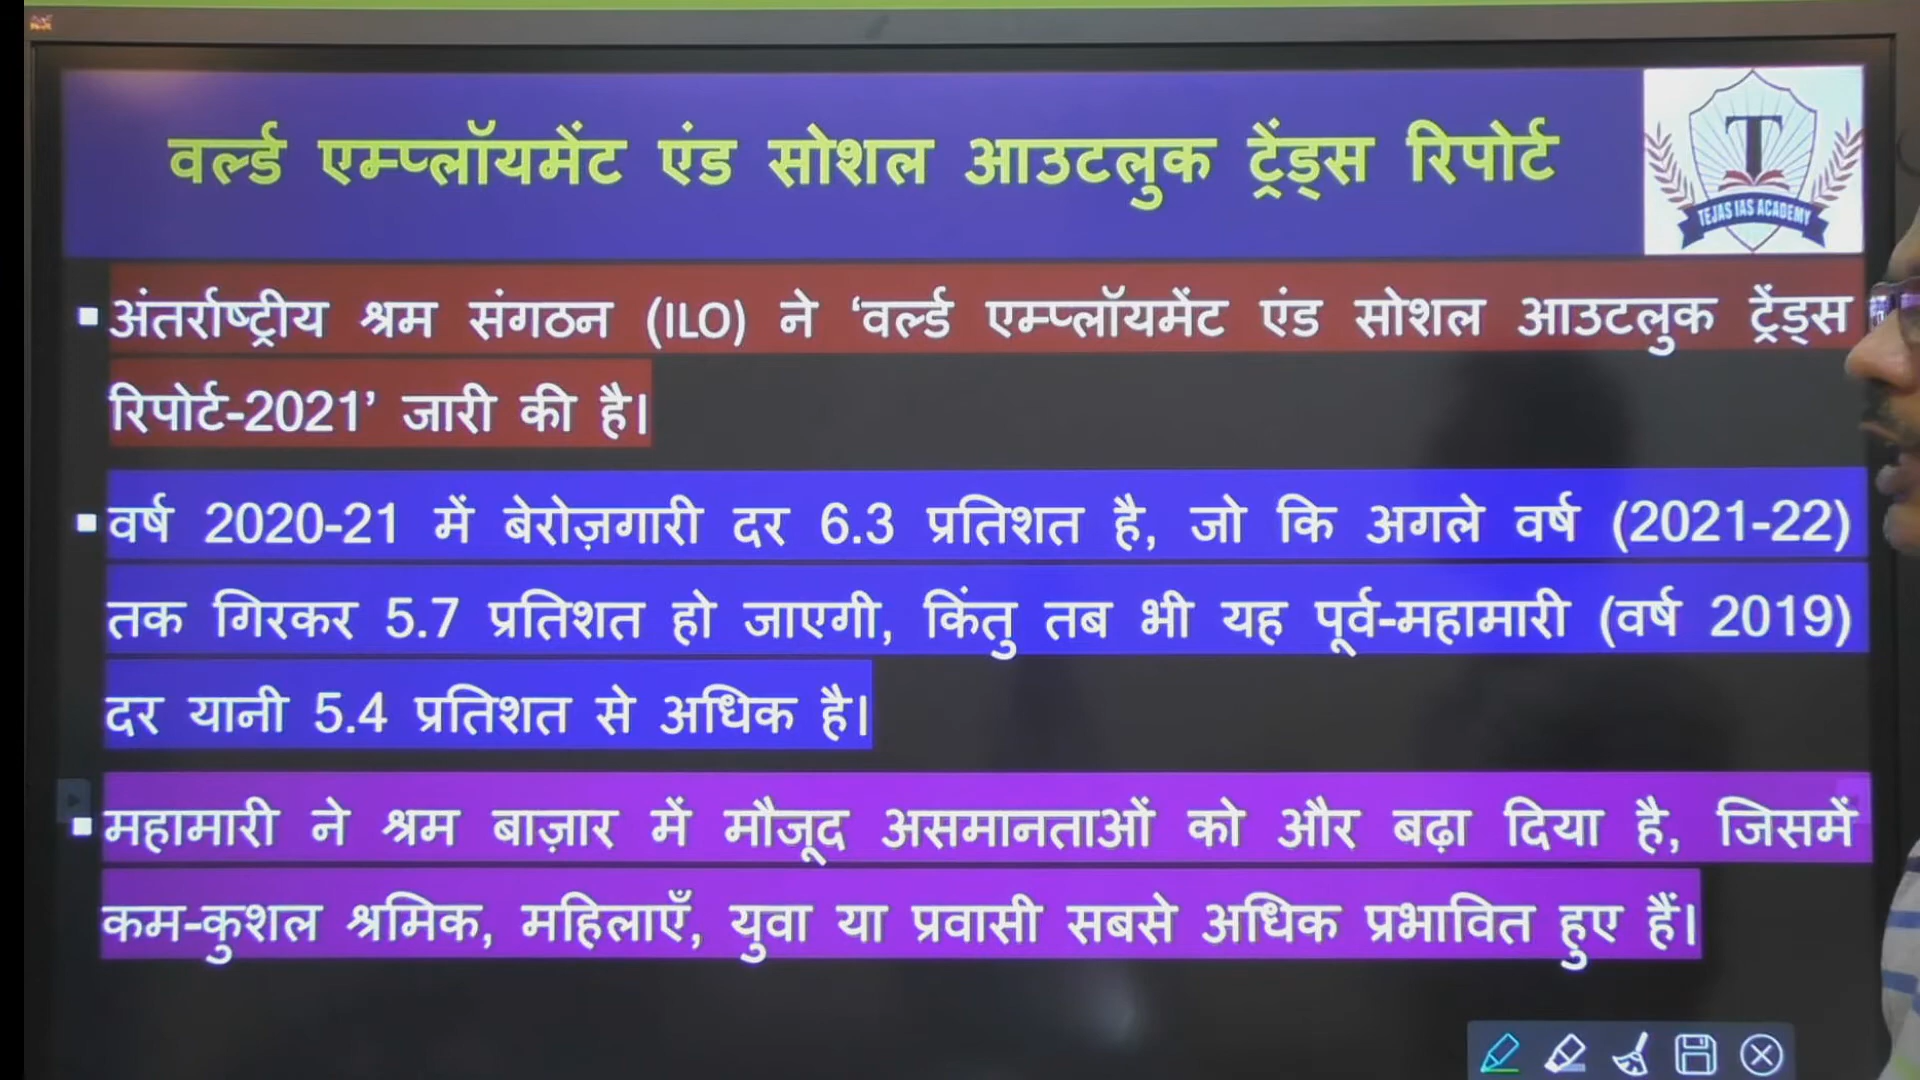 वर्ल्ड एम्प्लॉयमेंट एंड सोशल आउटलुक ट्रेंड्स रिपोर्ट
T
TEJAS IAS ACADEMY
▪ अंतर्राष्ट्रीय श्रम संगठन (ILO) ने ‘वर्ल्ड एम्प्लॉयमेंट एंड सोशल आउटलुक ट्रेंड्स
रिपोर्ट-2021’ जारी की है।
▪ वर्ष 2020-21 में बेरोज़गारी दर 6.3 प्रतिशत है, जो कि अगले वर्ष (2021-22)
तक गिरकर 5.7 प्रतिशत हो जाएगी, किंतु तब भी यह पूर्व-महामारी (वर्ष 2019)
दर यानी 5.4 प्रतिशत से अधिक है।
▪ महामारी ने श्रम बाज़ार में मौजूद असमानताओं को और बढ़ा दिया है, जिसमें
कम-कुशल श्रमिक, महिलाएँ, युवा या प्रवासी सबसे अधिक प्रभावित हुए हैं।